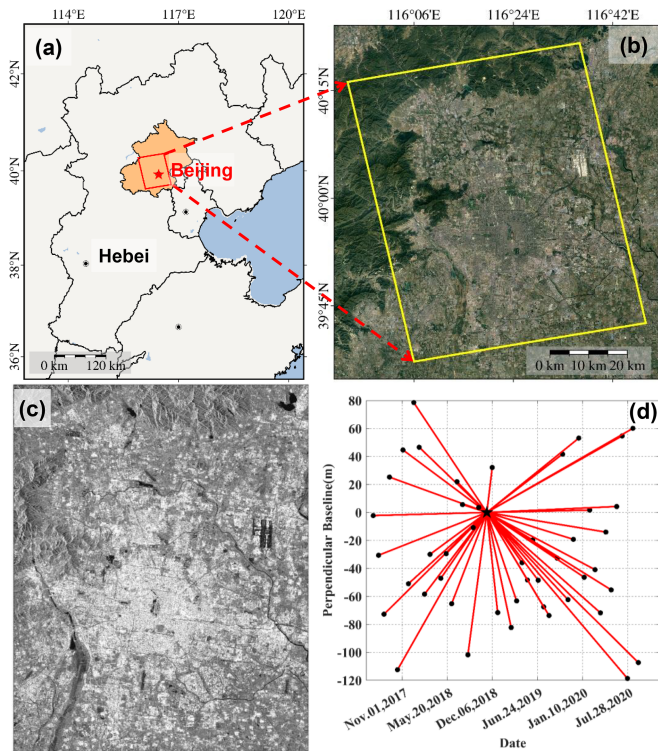 114°E 117°E 120°E
116°06'E 116°24'E 116°42'E
(a)
(b)
42°N
40°N
38°N
36°N
40°15'N
40°00'N
39°45'N
Beijing
Hebei
0 km 120 km
0 km 10 km 20 km
(c)
(d)
80
60
40
20
0
-20
-40
-60
-80
-100
-120
Perpendicular Baseline(m)
Nov.01,2017 May.20,2018 Dec.06,2018 Jun.24,2019 Jan.10,2020 Jul.28,2020
Date